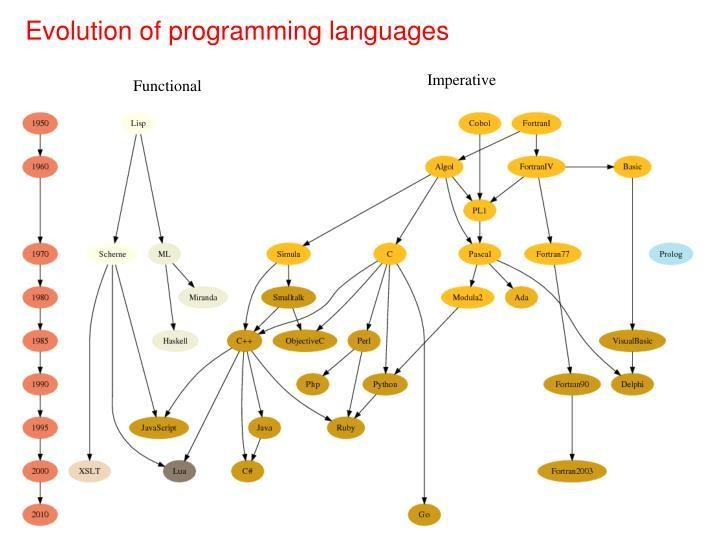 Evolution of programming languages
Functional
Imperative
1950
Lisp
Cobol
FortranI
1960
Algol
FortranIV
Basic
PL1
1970
Scheme
ML
Simula
C
Pascal
Fortran77
Prolog
1980
Miranda
Smalltalk
Modula2
Ada
1985
Haskell
C++
ObjectiveC
Perl
VisualBasic
1990
Php
Python
Fortran90
Delphi
1995
JavaScript
Java
Ruby
2000
XSLT
Lua
C#
Fortran2003
2010
Go